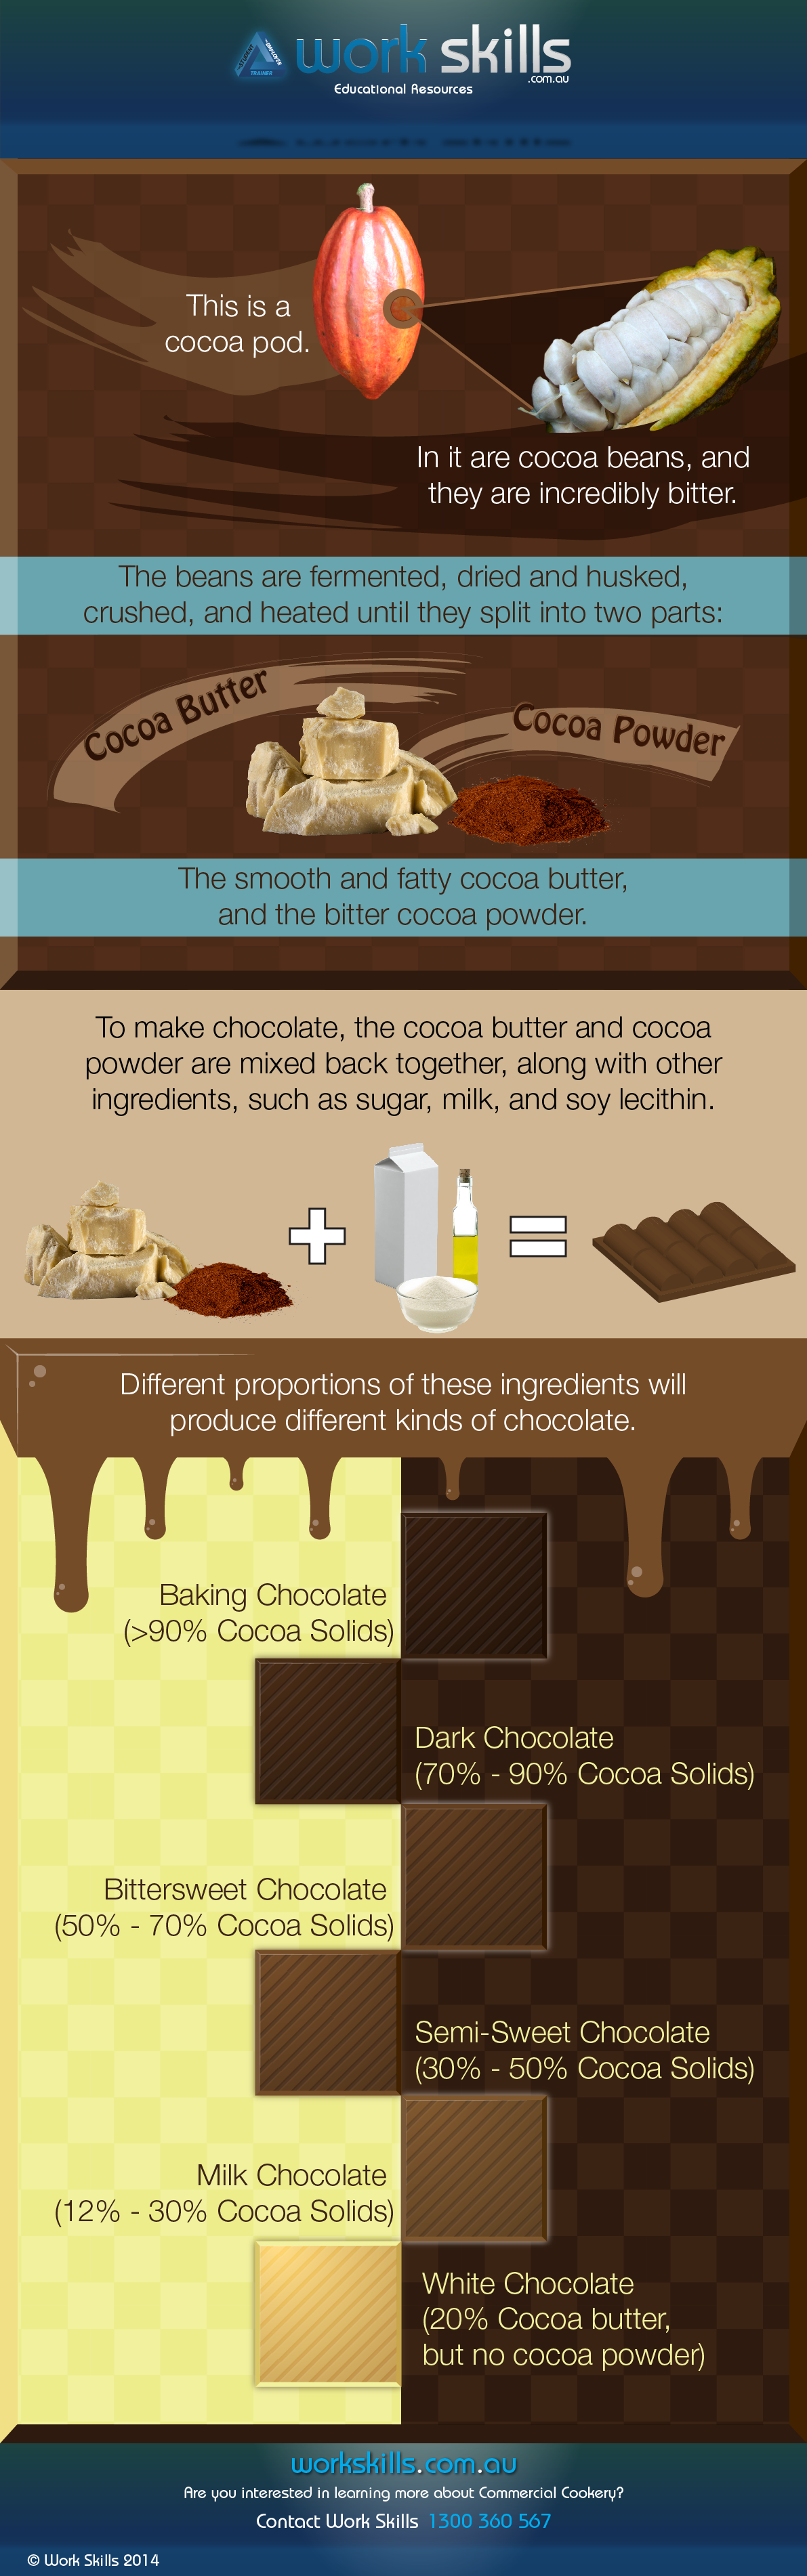 STUDENT
EMPLOYER
TRAINER
work skills
.com.au
Educational Resources
This is a
cocoa pod.
In it are cocoa beans, and
they are incredibly bitter.
The beans are fermented, dried and husked,
crushed, and heated until they split into two parts:
Cocoa Butter
Cocoa Powder
The smooth and fatty cocoa butter,
and the bitter cocoa powder.
To make chocolate, the cocoa butter and cocoa
powder are mixed back together, along with other
ingredients, such as sugar, milk, and soy lecithin.
Different proportions of these ingredients will
produce different kinds of chocolate.
Baking Chocolate
(>90% Cocoa Solids)
Dark Chocolate
(70% - 90% Cocoa Solids)
Bittersweet Chocolate
(50% - 70% Cocoa Solids)
Semi-Sweet Chocolate
(30% - 50% Cocoa Solids)
Milk Chocolate
(12% - 30% Cocoa Solids)
White Chocolate
(20% Cocoa butter,
but no cocoa powder)
workskills.com.au
Are you interested in learning more about Commercial Cookery?
Contact Work Skills 1300 360 567
© Work Skills 2014